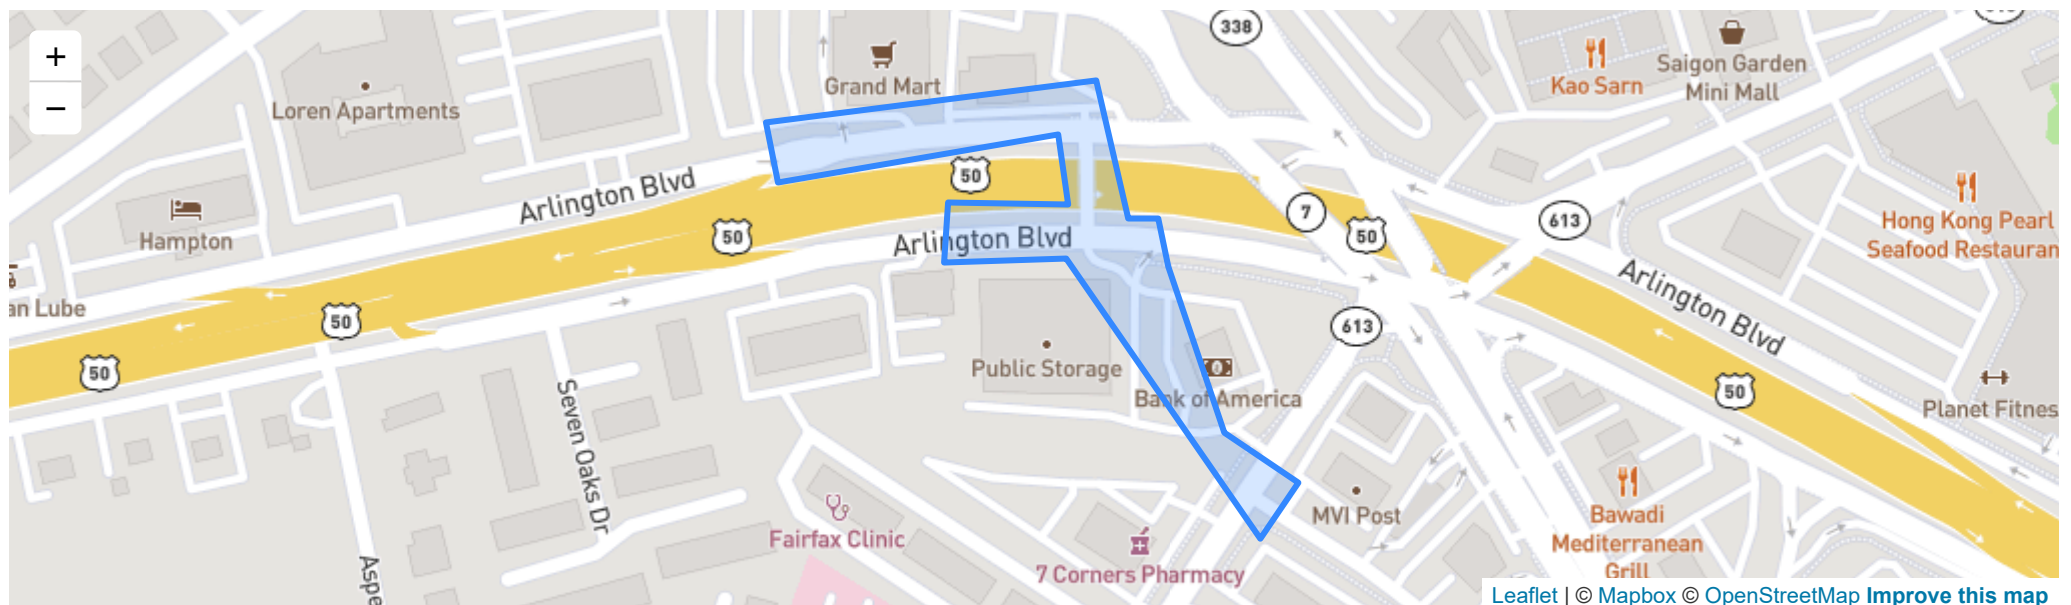 +
−
338
Grand Mart
Loren Apartments
Kao Sarn
Saigon Garden
Mini Mall
Arlington Blvd
50
Hampton
50
Arlington Blvd
7
50
613
Hong Kong Pearl
Seafood Restauran
an Lube
50
50
Public Storage
613
Arlington Blvd
Bank of America
50
Planet Fitnes
Seven Oaks Dr
Fairfax Clinic
MVI Post
7 Corners Pharmacy
Bawadi
Mediterranean
Grill
Aspe
Leaflet | © Mapbox © OpenStreetMap Improve this map